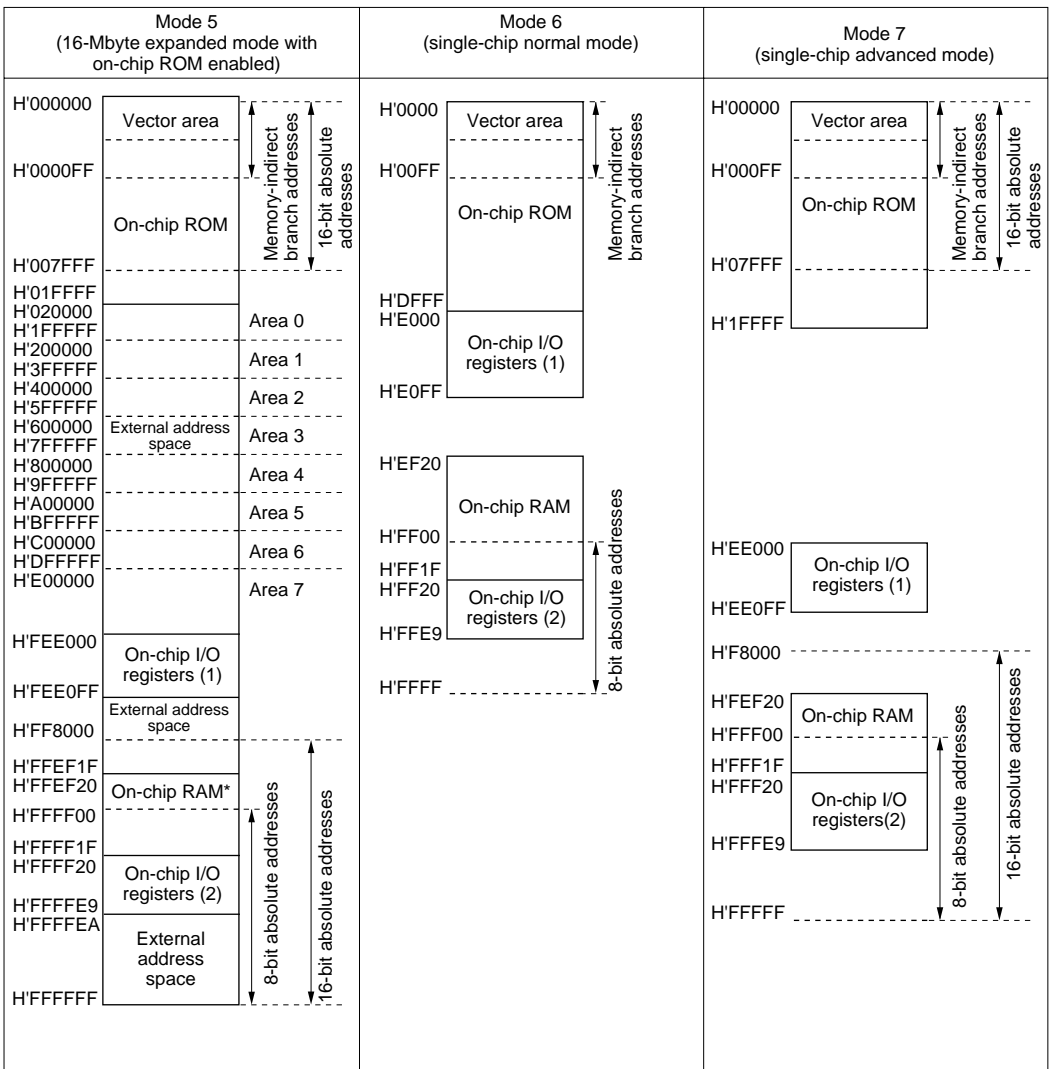 Mode 5
(16-Mbyte expanded mode with
on-chip ROM enabled)
H'000000
Vector area
H'0000FF
On-chip ROM
H'007FFF
H'01FFFF
H'020000
H'1FFFFF
H'200000
H'3FFFFF
H'400000
H'5FFFFF
H'600000
H'7FFFFF
H'800000
H'9FFFFF
H'A00000
H'BFFFFF
H'C00000
H'DFFFFF
H'E00000
External address
space
Area 0
Area 1
Area 2
Area 3
Area 4
Area 5
Area 6
Area 7
H'FEE000
On-chip I/O
registers (1)
H'FEE0FF
External address
space
H'FF8000
H'FFEF1F
H'FFEF20
On-chip RAM*
H'FFFF00
H'FFFF1F
H'FFFF20
On-chip I/O
registers (2)
H'FFFFE9
H'FFFFEA
External
address
space
H'FFFFFF
Memory-indirect
branch addresses
16-bit absolute
addresses
8-bit absolute addresses
16-bit absolute addresses
Mode 6
(single-chip normal mode)
H'0000
Vector area
H'00FF
On-chip ROM
H'DFFF
H'E000
On-chip I/O
registers (1)
H'E0FF
H'EF20
On-chip RAM
H'FF00
H'FF1F
H'FF20
On-chip I/O
registers (2)
H'FFE9
H'FFFF
Memory-indirect
branch addresses
8-bit absolute addresses
Mode 7
(single-chip advanced mode)
H'00000
Vector area
H'000FF
On-chip ROM
H'07FFF
H'1FFFF
Memory-indirect
branch addresses
16-bit absolute
addresses
H'EE000
On-chip I/O
registers (1)
H'EE0FF
H'F8000
H'FEF20
On-chip RAM
H'FFF00
H'FFF1F
H'FFF20
On-chip I/O
registers(2)
H'FFFE9
H'FFFFF
8-bit absolute addresses
16-bit absolute addresses